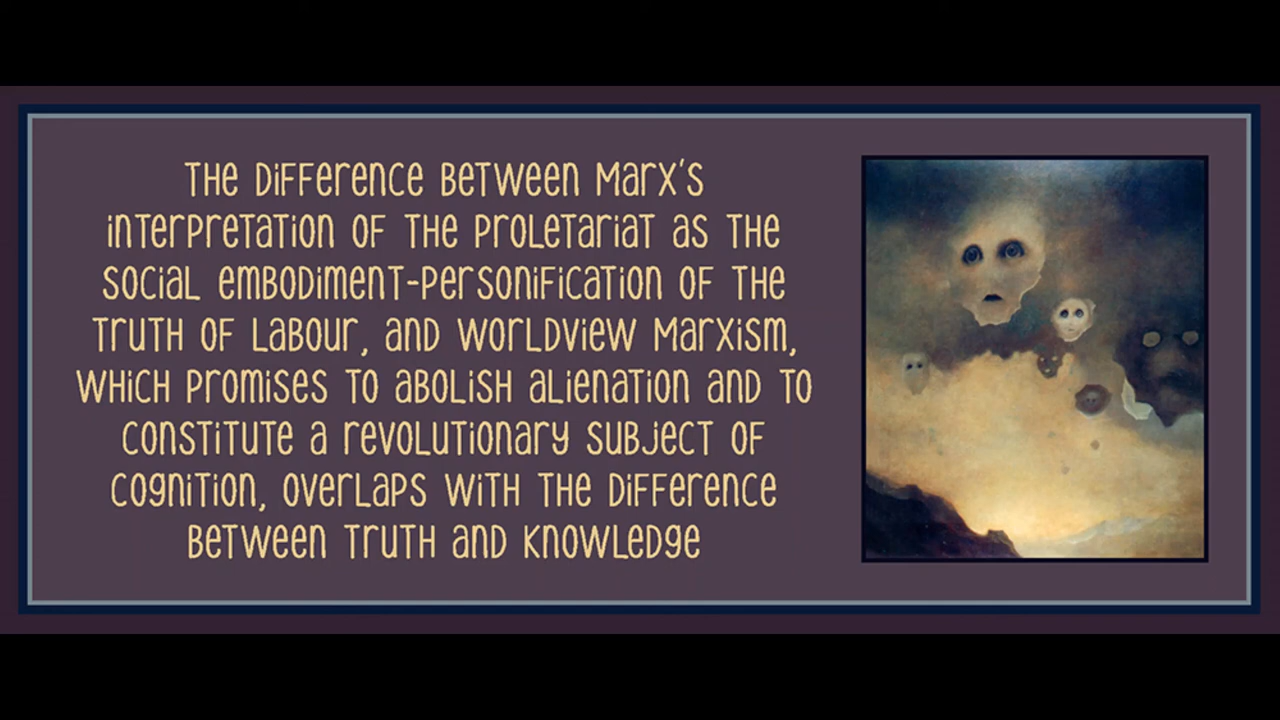 The difference between Marx's
interpretation of the proletariat as the
social embodiment-personification of the
truth of labour, and worldview Marxism,
which promises to abolish alienation and to
constitute a revolutionary subject of
cognition, overlaps with the difference
between truth and knowledge